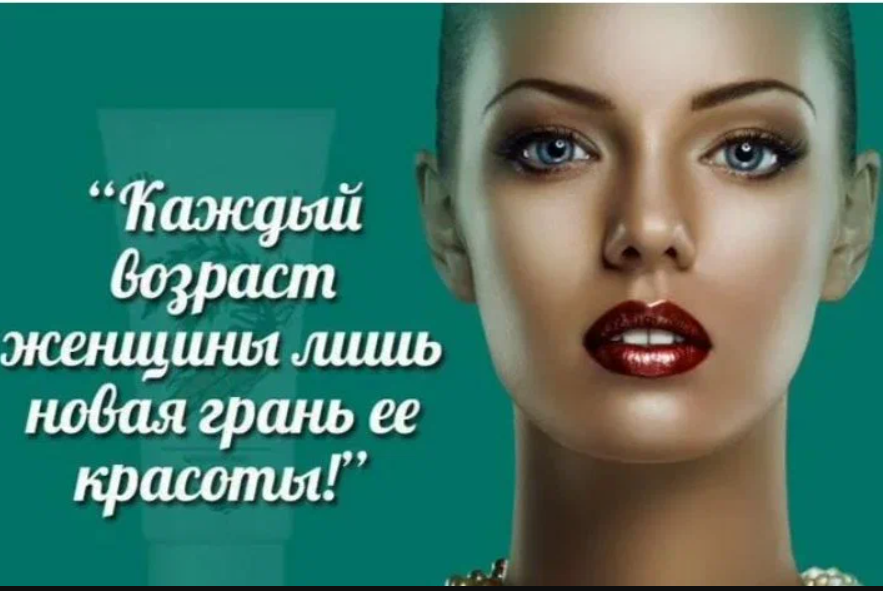 “Каждый
возраст
женщины лишь
новая грань ее
красоты!”